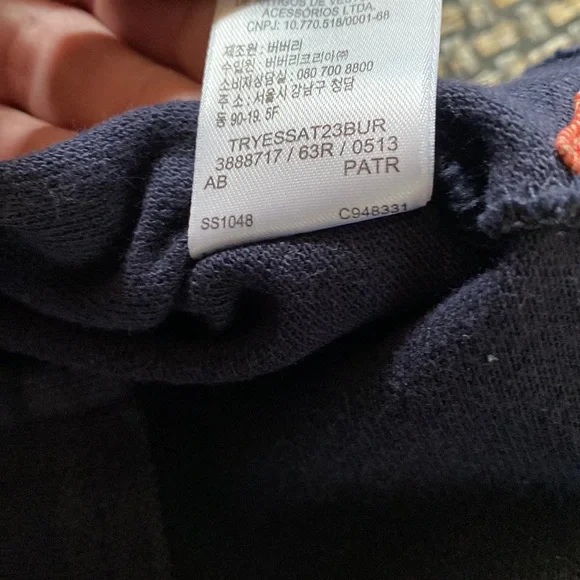 ACESSÓRIOS LTDA.
CNPJ: 10.770.518/0001-68
제조원 : 버버리
수입원 : 버버리코리아㈜
소비자상담실 : 080 700 8800
주 소 : 서울시 강남구 청담
동 90-19. 5F
TRYESSAT23BUR
3888717 / 63R / 0513
AB PATR
SS1048 C948331